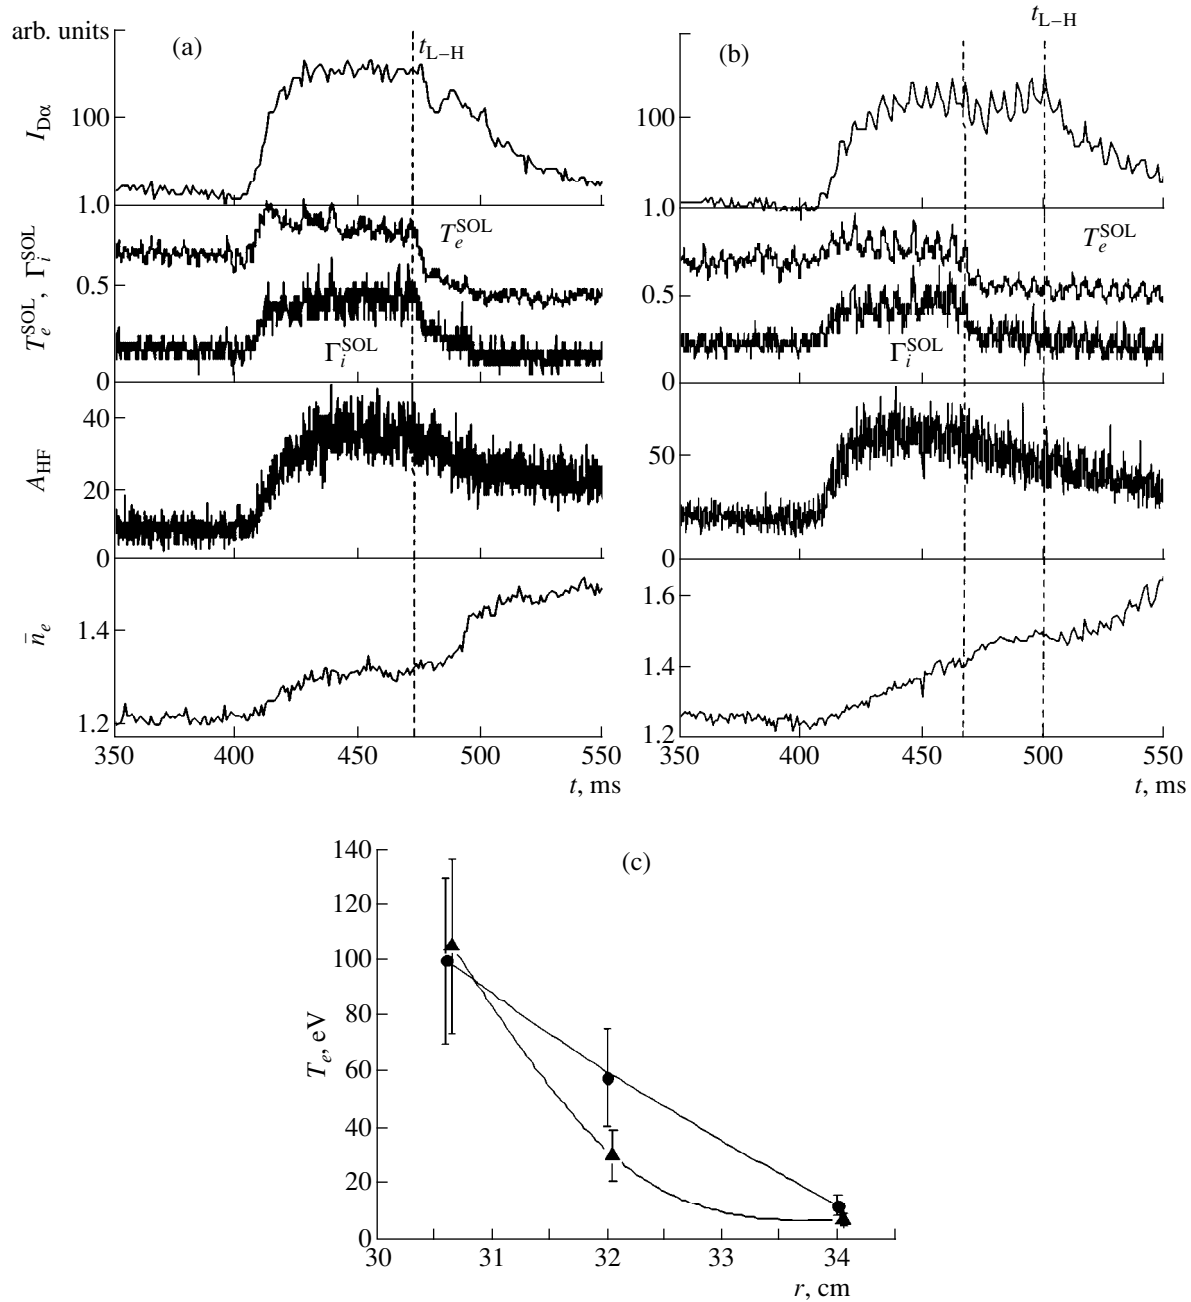 arb. units
(a)
t_L–H
I_Dα
100
1.0
T_e^SOL, Γ_i^SOL
T_e^SOL
0.5
Γ_i^SOL
0
A_HF
40
20
0
n̄_e
1.4
1.2
350 400 450 500 550
t, ms
t_L–H
(b)
100
1.0
T_e^SOL
0.5
Γ_i^SOL
0
50
0
1.6
1.4
1.2
350 400 450 500 550
t, ms
(c)
T_e, eV
140
120
100
80
60
40
20
0
30 31 32 33 34
r, cm